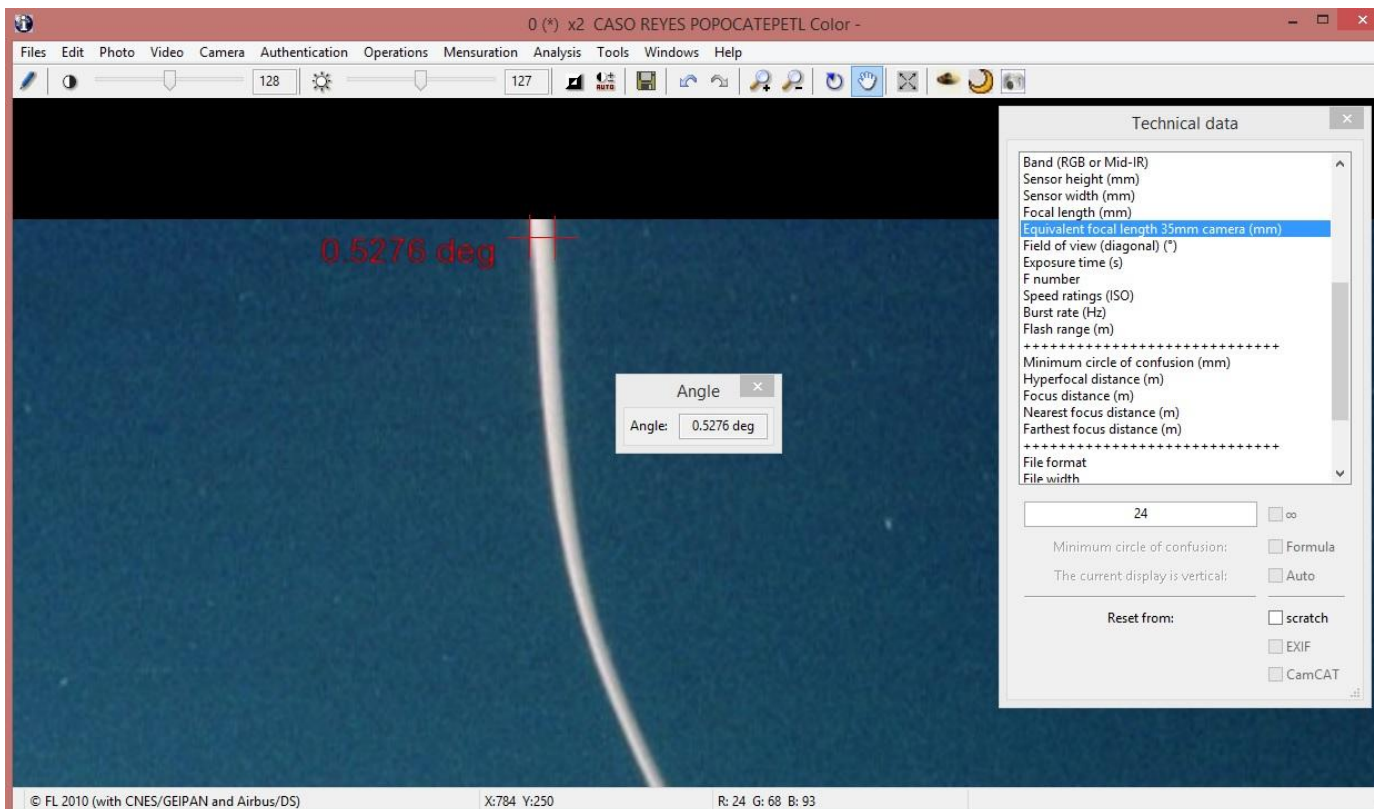 0 (*) x2 CASO REYES POPOCATEPETL Color -
Files Edit Photo Video Camera Authentication Operations Mensuration Analysis Tools Windows Help
128 127 AUTO
Technical data
Band (RGB or Mid-IR)
Sensor height (mm)
Sensor width (mm)
Focal length (mm)
Equivalent focal length 35mm camera (mm)
0.5276 deg
Field of view (diagonal) (°)
Exposure time (s)
F number
Speed ratings (ISO)
Burst rate (Hz)
Flash range (m)
+++++++++++++++++++++++++++++
Minimum circle of confusion (mm)
Hyperfocal distance (m)
Focus distance (m)
Nearest focus distance (m)
Farthest focus distance (m)
+++++++++++++++++++++++++++++
File format
File width
Angle
Angle: 0.5276 deg
24 ∞
Minimum circle of confusion: Formula
The current display is vertical: Auto
Reset from: scratch
EXIF
CamCAT
© FL 2010 (with CNES/GEIPAN and Airbus/DS) X:784 Y:250 R: 24 G: 68 B: 93